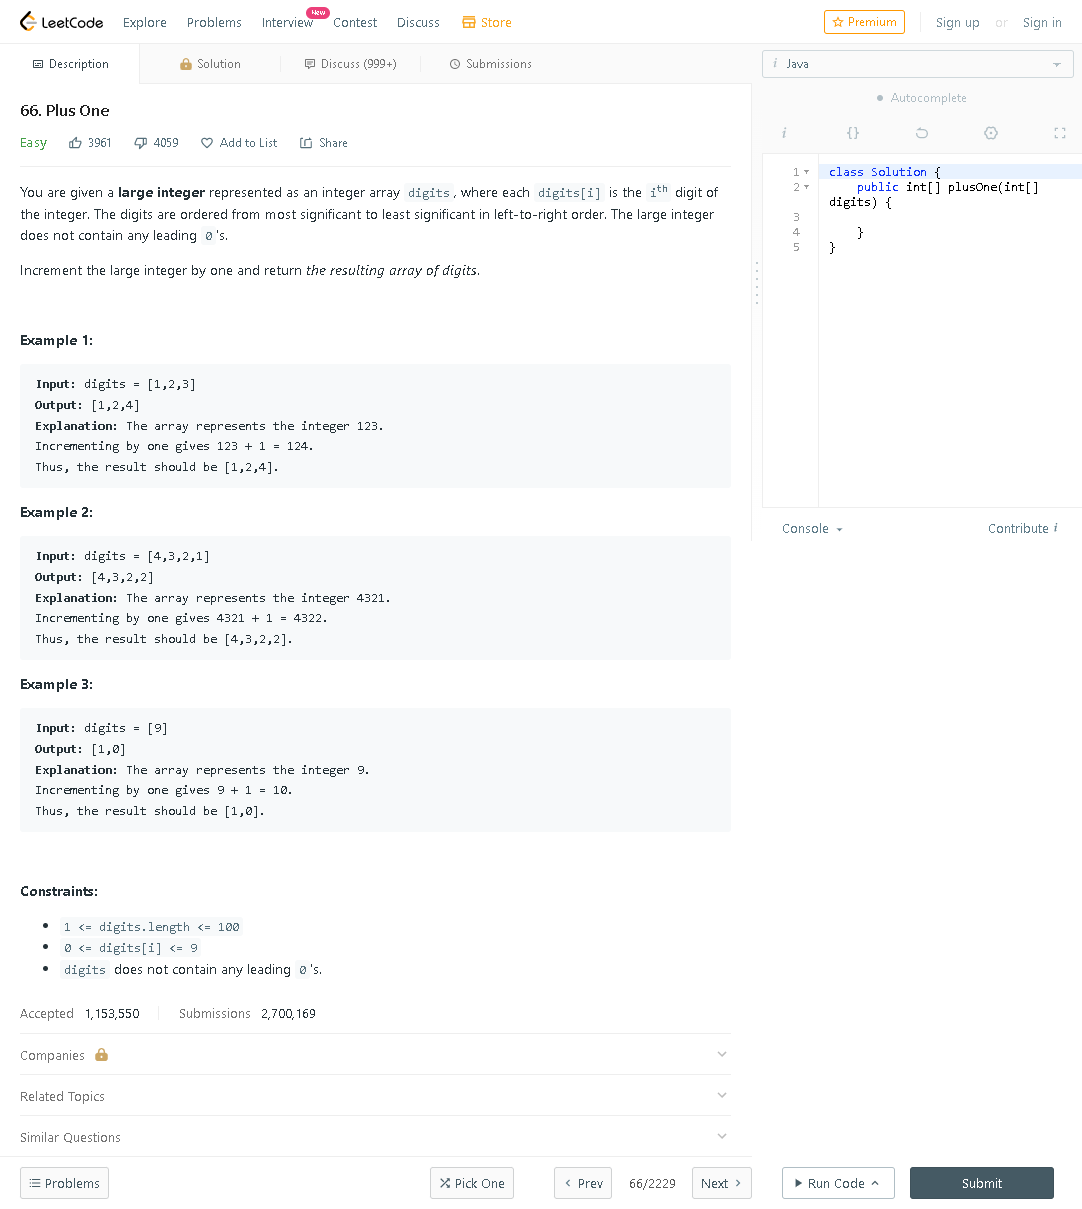 LeetCode Explore Problems Interview New Contest Discuss Store Premium Sign up or Sign in
Description Solution Discuss (999+) Submissions
66. Plus One
Easy 3961 4059 Add to List Share
You are given a large integer represented as an integer array digits, where each digits[i] is the ith digit of
the integer. The digits are ordered from most significant to least significant in left-to-right order. The large integer
does not contain any leading 0's.
Increment the large integer by one and return the resulting array of digits.
Example 1:
Input: digits = [1,2,3]
Output: [1,2,4]
Explanation: The array represents the integer 123.
Incrementing by one gives 123 + 1 = 124.
Thus, the result should be [1,2,4].
Example 2:
Input: digits = [4,3,2,1]
Output: [4,3,2,2]
Explanation: The array represents the integer 4321.
Incrementing by one gives 4321 + 1 = 4322.
Thus, the result should be [4,3,2,2].
Example 3:
Input: digits = [9]
Output: [1,0]
Explanation: The array represents the integer 9.
Incrementing by one gives 9 + 1 = 10.
Thus, the result should be [1,0].
Constraints:
1 <= digits.length <= 100
0 <= digits[i] <= 9
digits does not contain any leading 0's.
Accepted 1,153,550 Submissions 2,700,169
Companies
Related Topics
Similar Questions
Problems Pick One Prev 66/2229 Next
i Java
Autocomplete
i {}
1 class Solution {
2 public int[] plusOne(int[]
digits) {
3
4 }
5 }
Console Contribute i
Run Code Submit